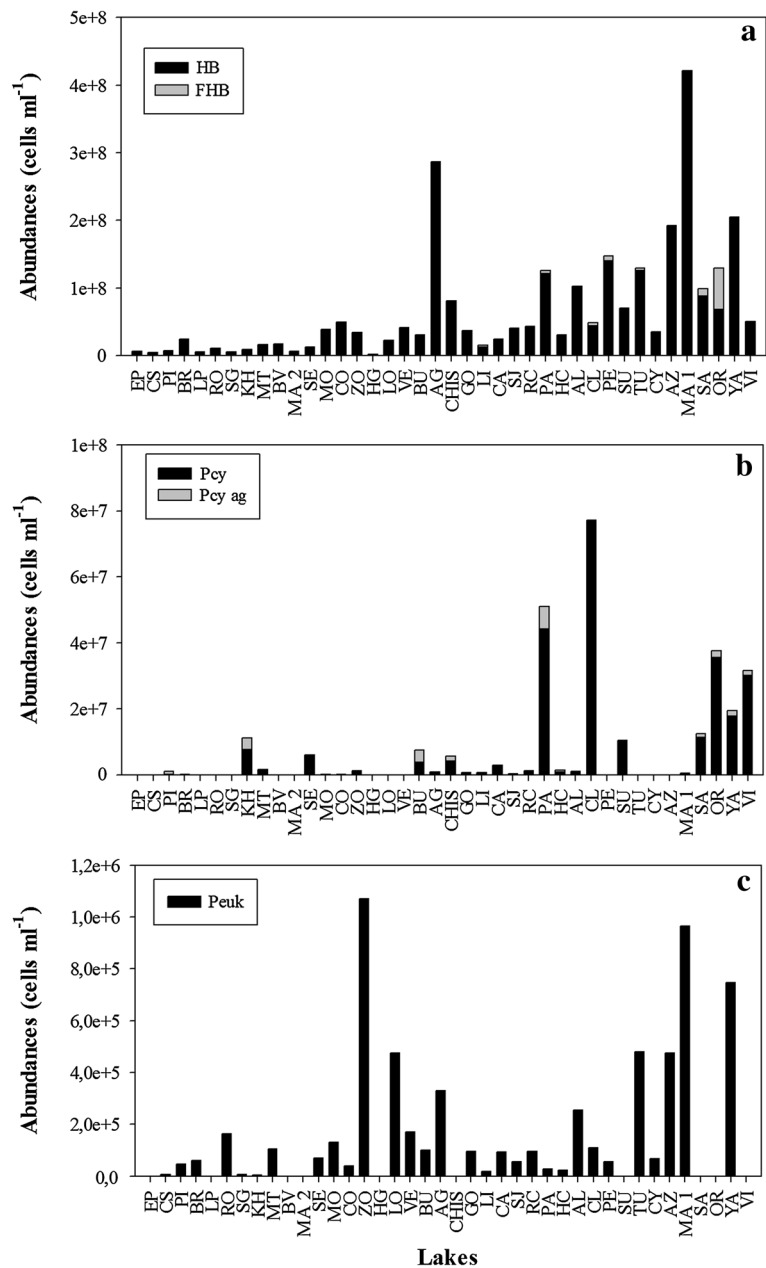 a
5e+8
4e+8
3e+8
2e+8
1e+8
0
Abundances (cells ml-1)
HB
FHB
EP CS PI BR LP RO SG KH MT BV MA 2 SE MO CO ZO HG LO VE BU AG CHIS GO LI CA SJ RC PA HC AL CL PE SU TU CY AZ MA 1 SA OR YA VI
b
1e+8
8e+7
6e+7
4e+7
2e+7
0
Abundances (cells ml-1)
Pcy
Pcy ag
EP CS PI BR LP RO SG KH MT BV MA 2 SE MO CO ZO HG LO VE BU AG CHIS GO LI CA SJ RC PA HC AL CL PE SU TU CY AZ MA 1 SA OR YA VI
c
1,2e+6
1,0e+6
8,0e+5
6,0e+5
4,0e+5
2,0e+5
0,0
Abundances (cells ml-1)
Peuk
EP CS PI BR LP RO SG KH MT BV MA 2 SE MO CO ZO HG LO VE BU AG CHIS GO LI CA SJ RC PA HC AL CL PE SU TU CY AZ MA 1 SA OR YA VI
Lakes